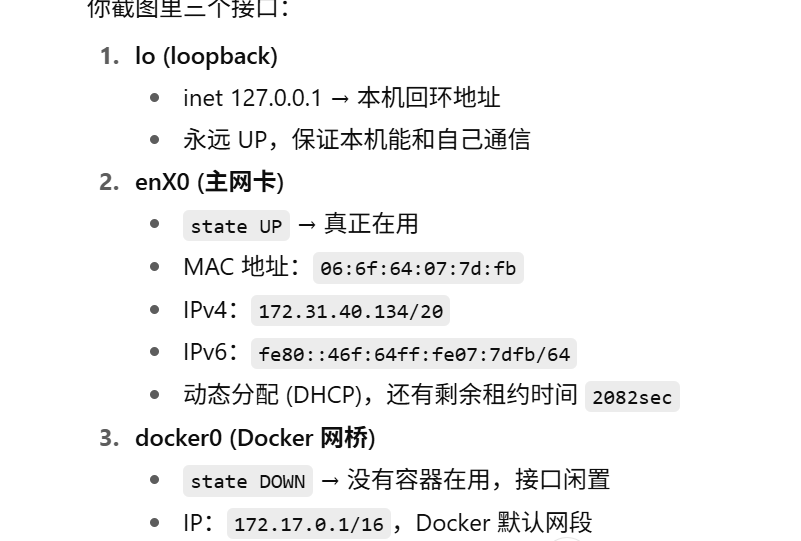 你截图里三个接口：
1. lo (loopback)
• inet 127.0.0.1 → 本机回环地址
• 永远 UP，保证本机能和自己通信
2. enX0 (主网卡)
• state UP → 真正在用
• MAC 地址：06:6f:64:07:7d:fb
• IPv4：172.31.40.134/20
• IPv6：fe80::46f:64ff:fe07:7dfb/64
• 动态分配 (DHCP)，还有剩余租约时间 2082sec
3. docker0 (Docker 网桥)
• state DOWN → 没有容器在用，接口闲置
• IP：172.17.0.1/16，Docker 默认网段